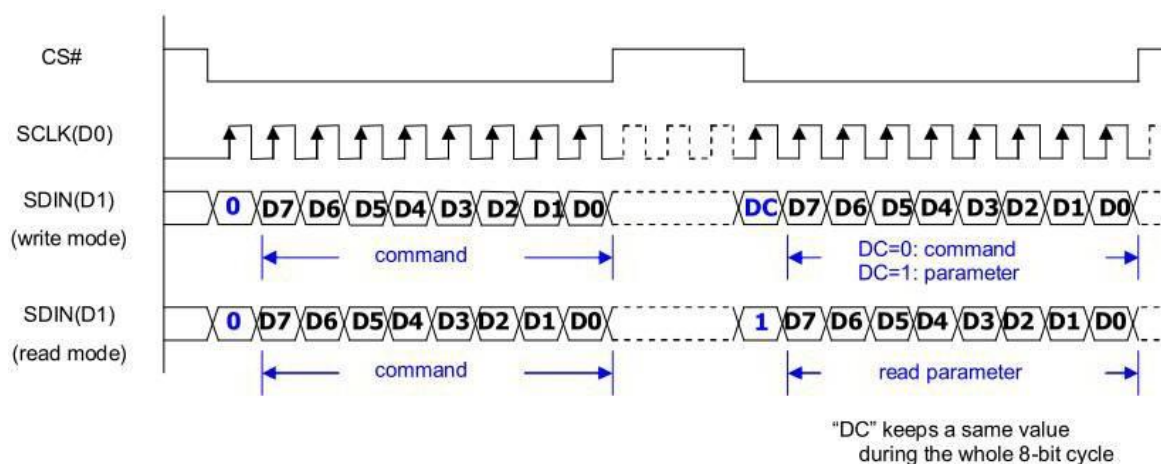 CS#
SCLK(D0)
SDIN(D1)
(write mode)
0 D7 D6 D5 D4 D3 D2 D1 D0
DC D7 D6 D5 D4 D3 D2 D1 D0
command
DC=0: command
DC=1: parameter
SDIN(D1)
(read mode)
0 D7 D6 D5 D4 D3 D2 D1 D0
1 D7 D6 D5 D4 D3 D2 D1 D0
command
read parameter
“DC” keeps a same value
during the whole 8-bit cycle